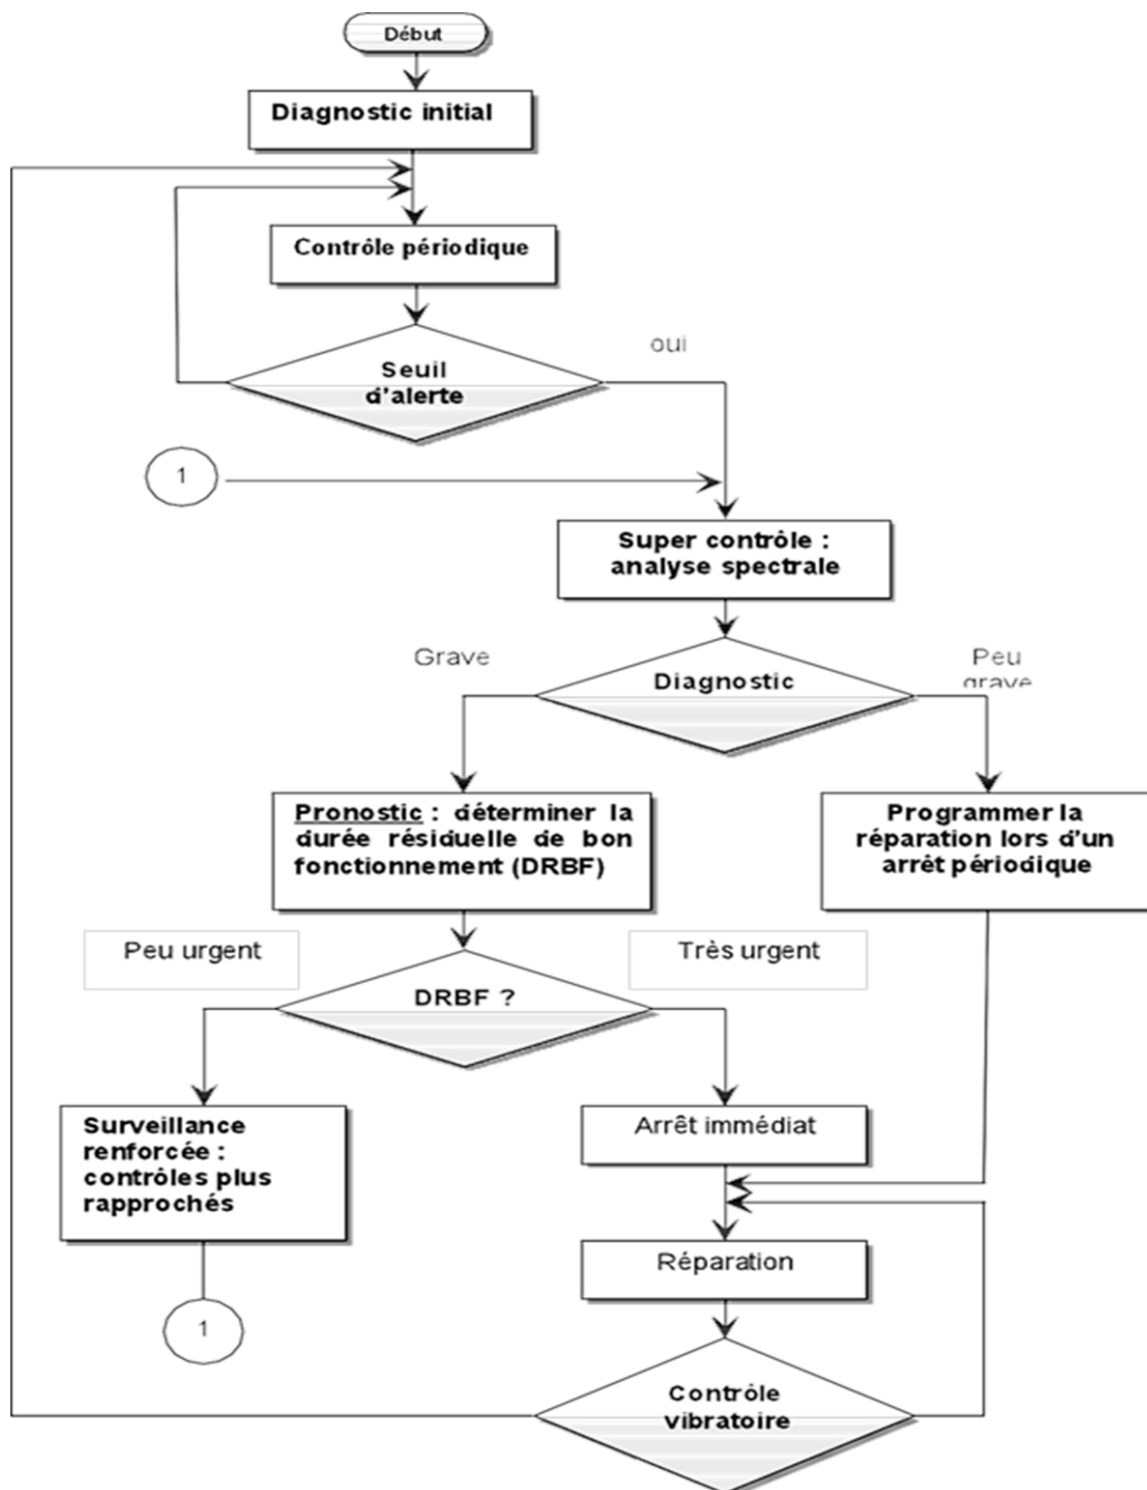 Début
Diagnostic initial
Contrôle périodique
oui
Seuil
d'alerte
1
Super contrôle :
analyse spectrale
Grave
Peu
grave
Diagnostic
Pronostic : déterminer la
durée résiduelle de bon
fonctionnement (DRBF)
Programmer la
réparation lors d'un
arrêt périodique
Peu urgent
Très urgent
DRBF ?
Surveillance
renforcée :
contrôles plus
rapprochés
Arrêt immédiat
Réparation
1
Contrôle
vibratoire